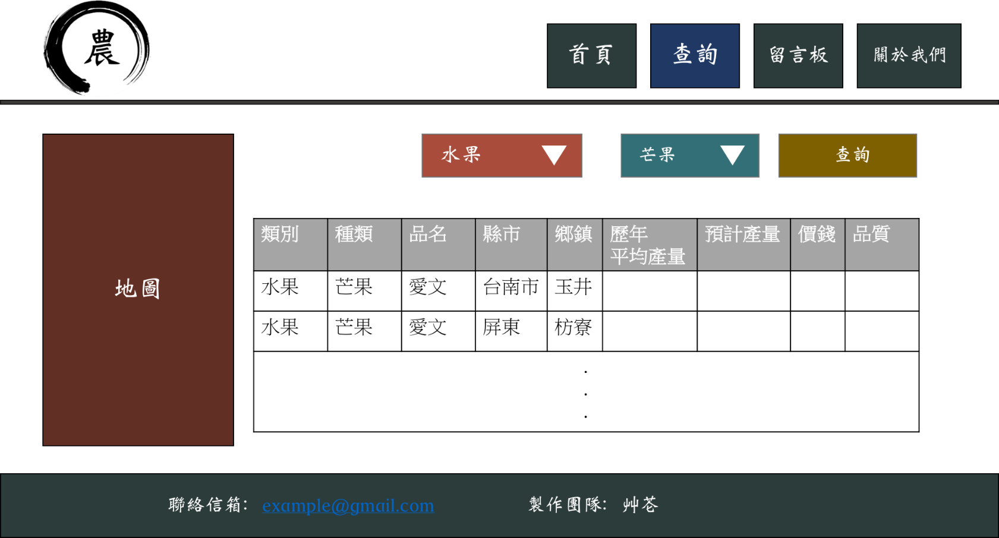 農
首頁
查詢
留言板
關於我們
水果
芒果
查詢
地圖
類別 種類 品名 縣市 鄉鎮 歷年 預計產量 價錢 品質
平均產量
水果 芒果 愛文 台南市 玉井
水果 芒果 愛文 屏東 枋寮
.
.
.
聯絡信箱: example@gmail.com 製作團隊: 艸芲